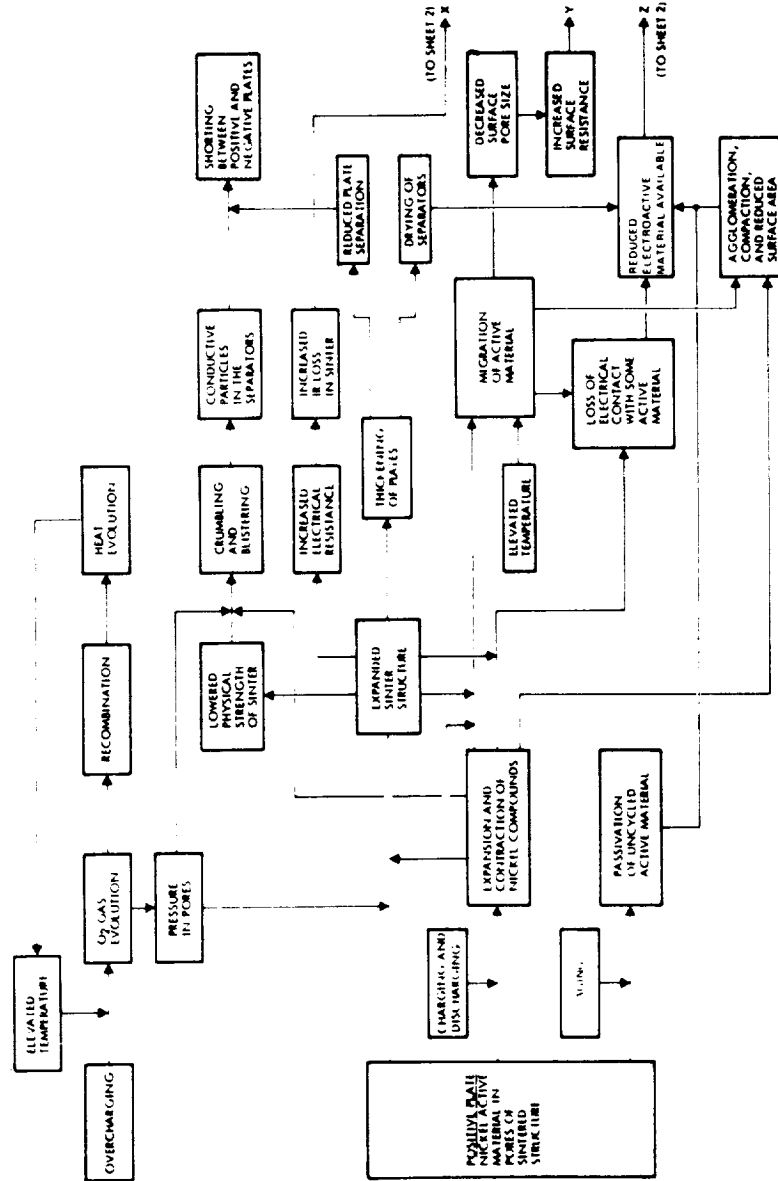 ELEVATED
TEMPERATURE
OVERCHARGING
O2 GAS
EVOLUTION
RECOMBINATION
HEAT
EVOLUTION
PRESSURE
IN PORES
LOWERED
PHYSICAL
STRENGTH
OF SINTER
CRUMBLING
AND
BLISTERING
CONDUCTIVE
PARTICLES
IN THE
SEPARATORS
SHORTING
BETWEEN
POSITIVE AND
NEGATIVE PLATES
INCREASED
ELECTRICAL
RESISTANCE
INCREASED
IR LOSS
IN SINTER
(TO SHEET 2)
X
REDUCED PLATE
SEPARATION
EXPANDED
SINTER
STRUCTURE
THICKENING
OF PLATES
DRYING OF
SEPARATORS
POSITIVE PLATE
NICKEL ACTIVE
MATERIAL IN
PORES OF
SINTERED
STRUCTURE
CHARGING AND
DISCHARGING
EXPANSION AND
CONTRACTION OF
NICKEL COMPOUNDS
ELEVATED
TEMPERATURE
MIGRATION
OF ACTIVE
MATERIAL
DECREASED
SURFACE
PORE SIZE
INCREASED
SURFACE
RESISTANCE
Y
LOSS OF
ELECTRICAL
CONTACT
WITH SOME
ACTIVE
MATERIAL
REDUCED
ELECTROACTIVE
MATERIAL AVAILABLE
Z
(TO SHEET 2)
AGING
PASSIVATION
OF UNCYCLED
ACTIVE MATERIAL
AGGLOMERATION,
COMPACTION,
AND REDUCED
SURFACE AREA